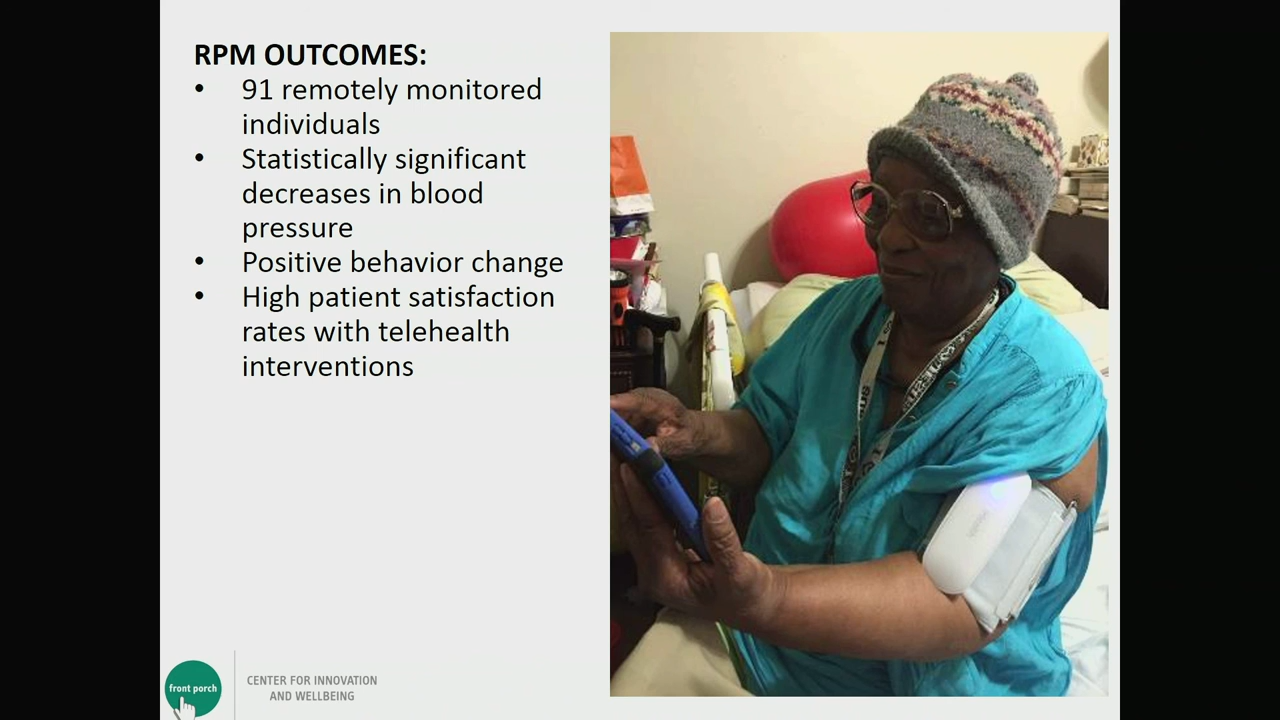 RPM OUTCOMES:
• 91 remotely monitored
individuals
• Statistically significant
decreases in blood
pressure
• Positive behavior change
• High patient satisfaction
rates with telehealth
interventions
front porch
CENTER FOR INNOVATION
AND WELLBEING